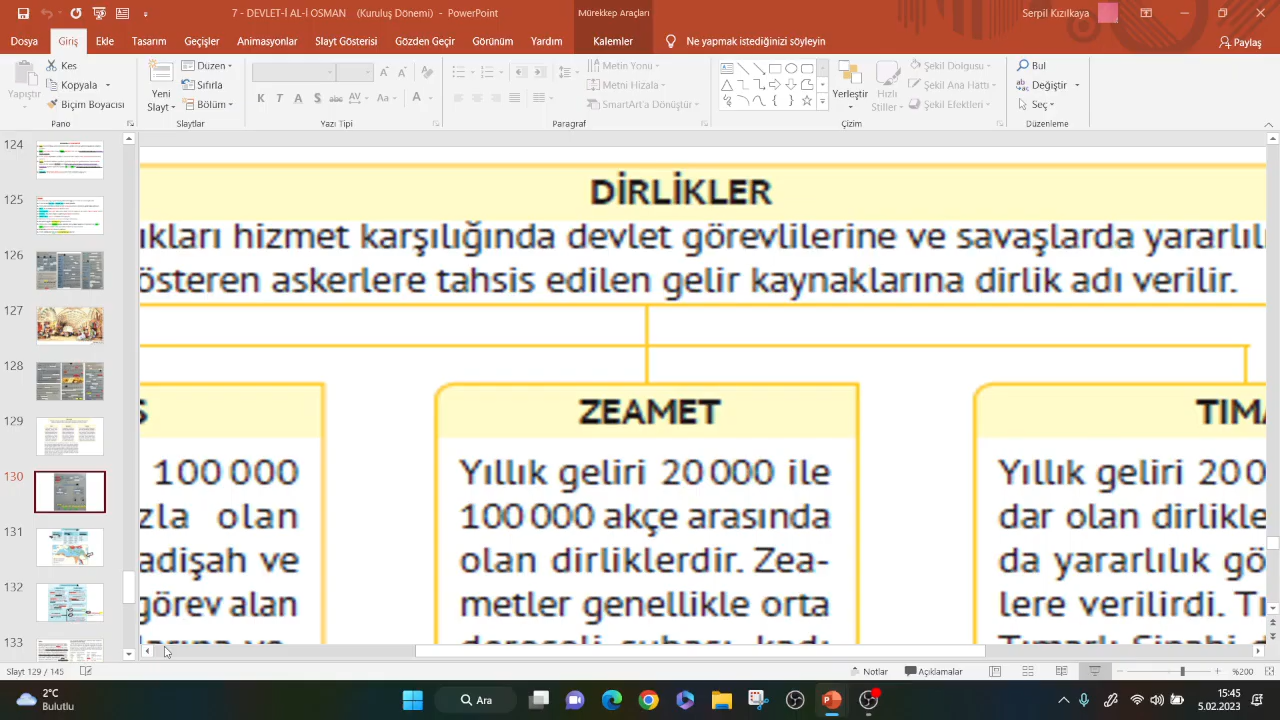 7 - DEVLET-İ AL-İ OSMAN (Kuruluş Dönemi) - PowerPoint
Mürekkep Araçları
Serpil Kızılkaya
Dosya Giriş Ekle Tasarım Geçişler Animasyonlar Slayt Gösterisi Gözden Geçir Görünüm Yardım Kalemler Ne yapmak istediğinizi söyleyin Paylaş
Yapıştır
Kes
Kopyala
Biçim Boyacısı
Pano
Yeni Slayt
Düzen
Sıfırla
Bölüm
Slaytlar
K T A S abc AV Aa A
Yazı Tipi
Metin Yönü
Metni Hizala
SmartArt'a Dönüştür
Paragraf
Yerleştir
Hızlı Stiller
Şekil Dolgusu
Şekil Ana Hattı
Şekil Efektleri
Çizim
Bul
Değiştir
Seç
Düzenleme
124
125
126
127
128
129
130
131
132
133
DİRLİKLER
ıkları hizmet karşılığında devlet görevlilerine ve savaşlarda yararlıl
österen askerlere tahsis edilen gelir kaynaklarına dirlik adı verilir.
S
100 000
zla olan
adişah ve
görev alan
ZEAMET
Yıllık geliri 20 000 ile
100 000 akçe arasında
olan dirliklerdir. Zea-
metler genellikle orta
TIMA
Yıllık geliri 20 0
dar olan dirlikle
da yararlılık gö
lere verilirdi. Tı
Slayt 129 / 145
Notlar
Açıklamalar
%200
2°C
Bulutlu
Ara
15:45
5.02.2023